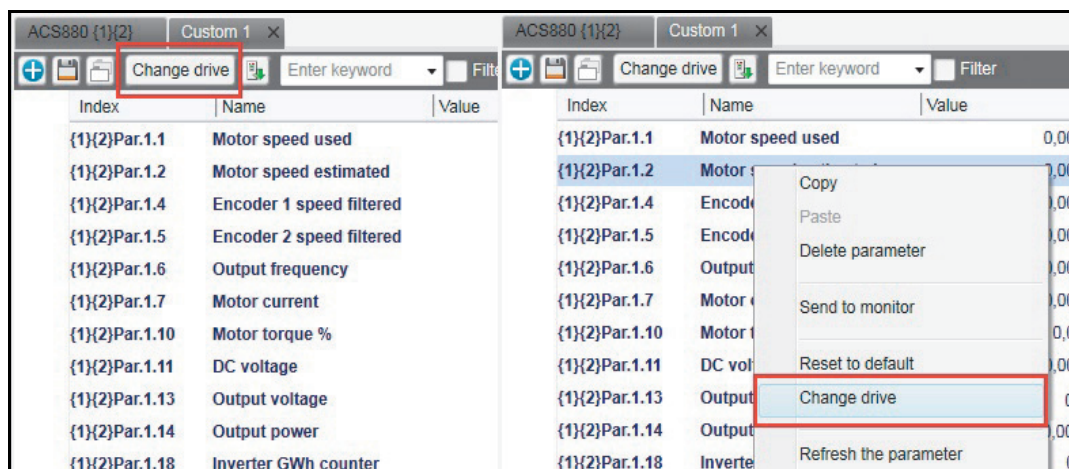 ACS880 {1}{2} Custom 1 ×
Change drive Enter keyword
Index Name Value
{1}{2}Par.1.1 Motor speed used
{1}{2}Par.1.2 Motor speed estimated
{1}{2}Par.1.4 Encoder 1 speed filtered
{1}{2}Par.1.5 Encoder 2 speed filtered
{1}{2}Par.1.6 Output frequency
{1}{2}Par.1.7 Motor current
{1}{2}Par.1.10 Motor torque %
{1}{2}Par.1.11 DC voltage
{1}{2}Par.1.13 Output voltage
{1}{2}Par.1.14 Output power
{1}{2}Par.1.18 Inverter GWh counter
ACS880 {1}{2} Custom 1 ×
Change drive Enter keyword Filter
Index Name Value
{1}{2}Par.1.1 Motor speed used 0,00
{1}{2}Par.1.2 Motor
{1}{2}Par.1.4
{1}{2}Par.1.5
{1}{2}Par.1.6 Output
{1}{2}Par.1.7 Motor
{1}{2}Par.1.10 Motor
{1}{2}Par.1.11 DC
{1}{2}Par.1.13 Output
{1}{2}Par.1.14 Output
{1}{2}Par.1.18
Copy
Paste
Delete parameter
Send to monitor
Reset to default
Change drive
Refresh the parameter